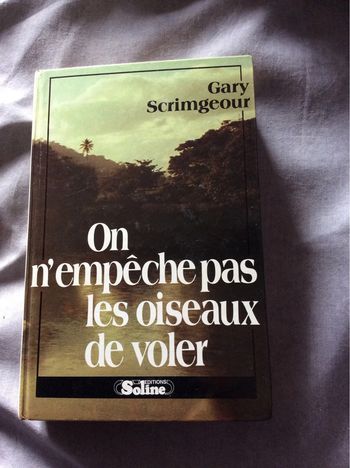 Gary
Scrimgeour
On
n'empêche pas
les oiseaux
de voler
EDITIONS
Soline